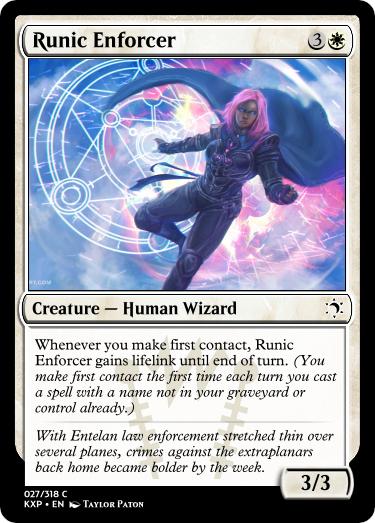 Runic Enforcer 3
RY.COM
Creature — Human Wizard
Whenever you make first contact, Runic
Enforcer gains lifelink until end of turn. (You
make first contact the first time each turn you cast
a spell with a name not in your graveyard or
control already.)
With Entelan law enforcement stretched thin over
several planes, crimes against the extraplanars
back home became bolder by the week.
3/3
027/318 C
KXP • EN Taylor Paton